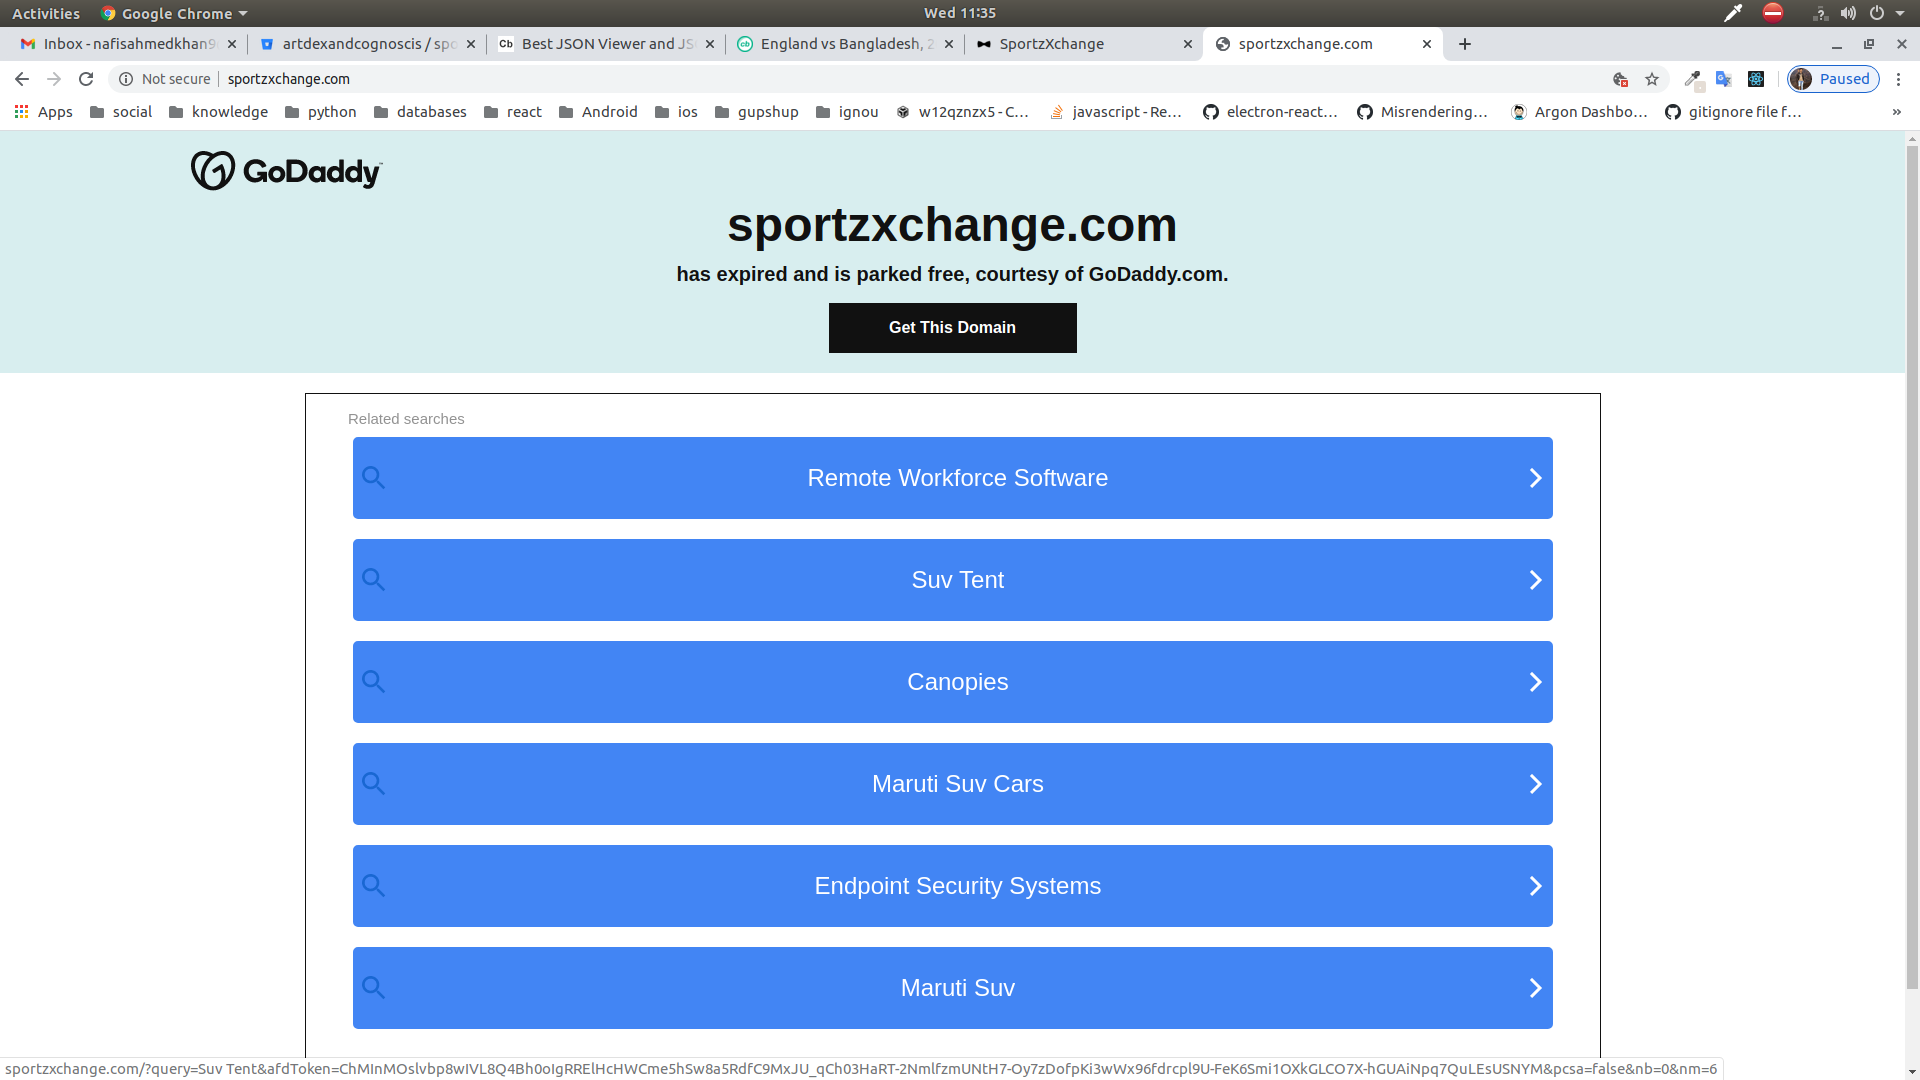 Activities Google Chrome Wed 11:35
Inbox - nafisahmedkhan9 artdexandcognoscis / spo Best JSON Viewer and JS England vs Bangladesh, 2 SportzXchange sportzxchange.com
Not secure sportzxchange.com Paused
Apps social knowledge python databases react Android ios gupshup ignou w12qznzx5 - C... javascript - Re... electron-react... Misrendering... Argon Dashbo... gitignore file f... »
GoDaddy™
sportzxchange.com
has expired and is parked free, courtesy of GoDaddy.com.
Get This Domain
Related searches
Remote Workforce Software
Suv Tent
Canopies
Maruti Suv Cars
Endpoint Security Systems
Maruti Suv
sportzxchange.com/?query=Suv Tent&afdToken=ChMInMOslvbp8wIVL8Q4Bh0oIgRRElHcHWCme5hSw8a5RdfC9MxJU_qCh03HaRT-2NmlfzmUNtH7-Oy7zDofpKi3wWx96fdrcpl9U-FeK6Smi1OXkGLCO7X-hGUAiNpq7QuLEsUSNYM&pcsa=false&nb=0&nm=6